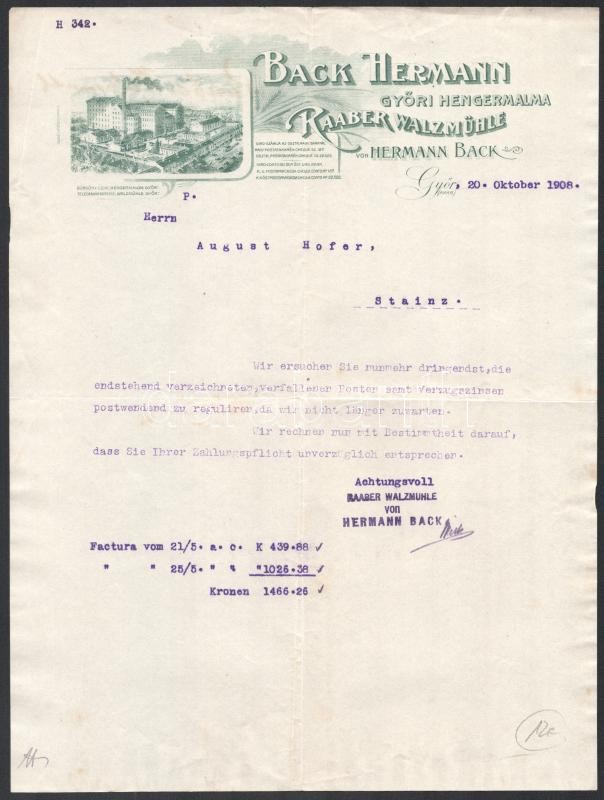 H 342.
BACK HERMANN
GYŐRI HENGERMALMA
RAABER WALZMÜHLE
VON HERMANN BACK
Győr, 20. Oktober 1908.
P.
Herrn
August Hofer,
Stainz.
Wir ersuchen Sie nunmehr dringendst, die
endstehend verzeichneten, verfallenen Posten samt Verzugszinsen
postwendend zu regulieren, da wir nicht länger zuwarten.
Wir rechnen nun mit Bestimmtheit darauf,
dass Sie Ihrer Zahlungspflicht unverzüglich entsprechen.
Achtungsvoll
RAABER WALZMÜHLE
von
HERMANN BACK
Factura vom 21/5. a. c. K 439.88 ✓
" " 25/5. " " "1026.38 ✓
Kronen 1466.26 ✓